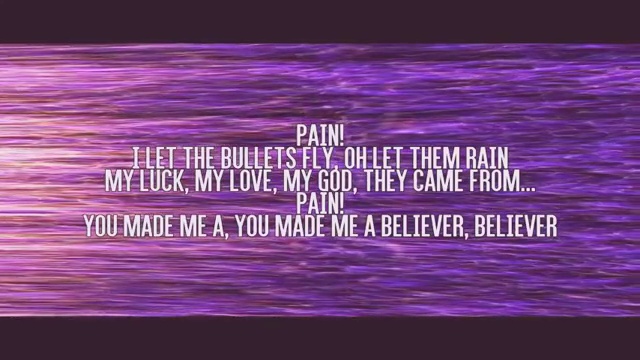 PAIN!
I LET THE BULLETS FLY, OH LET THEM RAIN
MY LUCK, MY LOVE, MY GOD, THEY CAME FROM...
PAIN!
YOU MADE ME A, YOU MADE ME A BELIEVER, BELIEVER